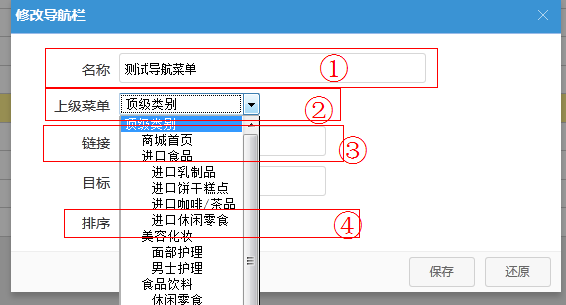 修改导航栏
名称 测试导航菜单 ①
上级菜单 顶级类别 ②
顶级类别
链接 商城首页 ③
进口食品
进口乳制品
目标 进口饼干糕点
进口咖啡/茶品
排序 进口休闲零食 ④
美容化妆
面部护理
男士护理
食品饮料
休闲零食
保存 还原